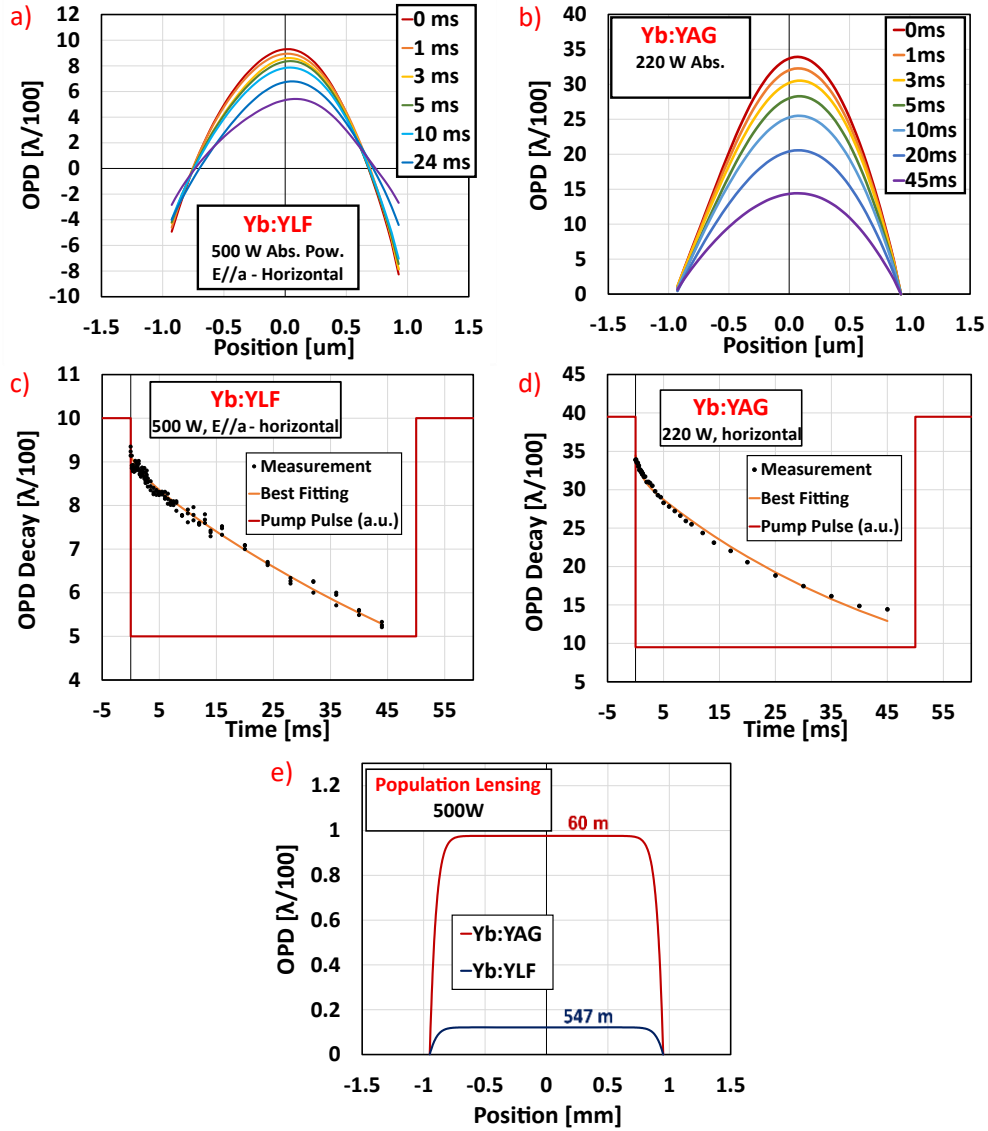 a)
OPD [λ/100]
12
10
8
6
4
2
0
-2
-4
-6
-8
-10
-1.5
-1.0
-0.5
0.0
0.5
1.0
1.5
Position [um]
Yb:YLF
500 W Abs. Pow.
E//a - Horizontal
0 ms
1 ms
3 ms
5 ms
10 ms
24 ms
b)
OPD [λ/100]
40
35
30
25
20
15
10
5
0
-1.5
-1.0
-0.5
0.0
0.5
1.0
1.5
Position [um]
Yb:YAG
220 W Abs.
0ms
1ms
3ms
5ms
10ms
20ms
45ms
c)
OPD Decay [λ/100]
11
10
9
8
7
6
5
4
-5
5
15
25
35
45
55
Time [ms]
Yb:YLF
500 W, E//a - horizontal
Measurement
Best Fitting
Pump Pulse (a.u.)
d)
OPD Decay [λ/100]
45
40
35
30
25
20
15
10
5
-5
5
15
25
35
45
55
Time [ms]
Yb:YAG
220 W, horizontal
Measurement
Best Fitting
Pump Pulse (a.u.)
e)
OPD [λ/100]
1.2
1
0.8
0.6
0.4
0.2
0
-1.5
-1
-0.5
0
0.5
1
1.5
Position [mm]
Population Lensing
500W
60 m
Yb:YAG
Yb:YLF
547 m